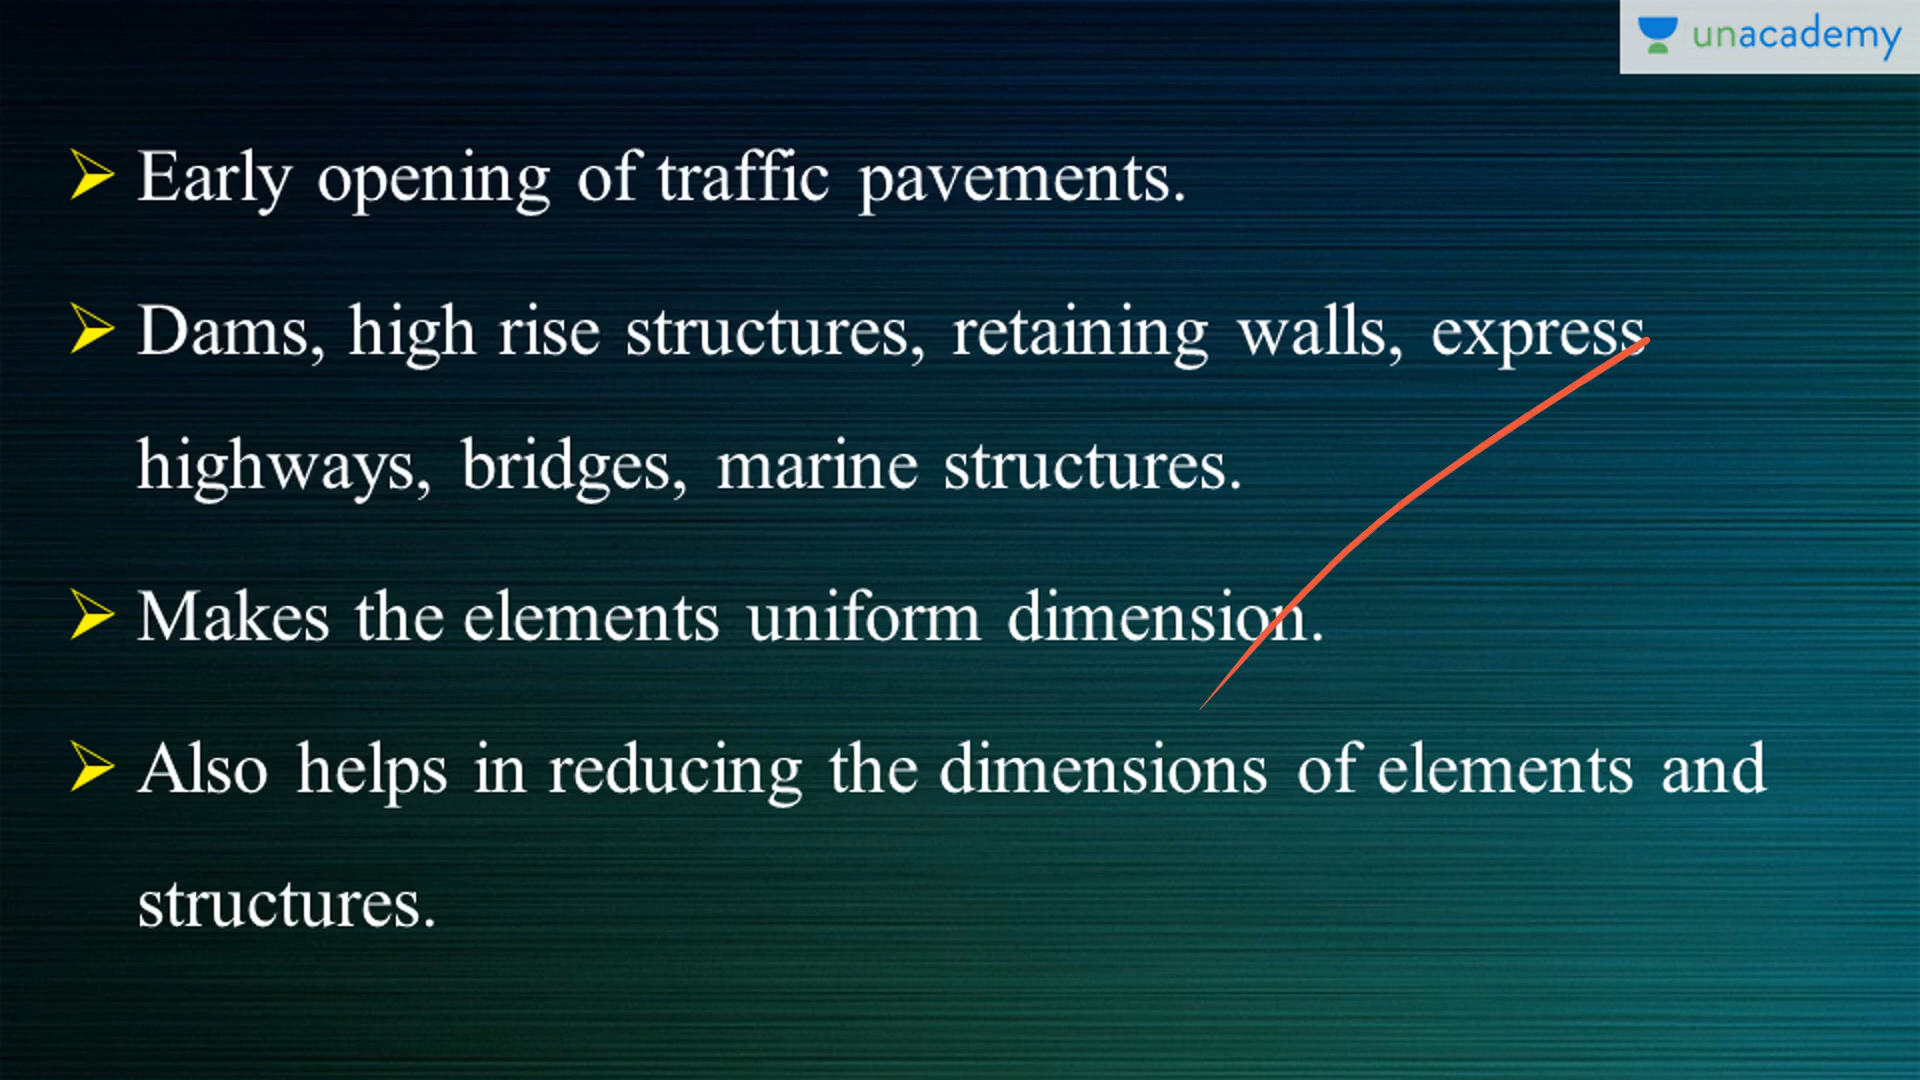 unacademy
Early opening of traffic pavements.
Dams, high rise structures, retaining walls, express
highways, bridges, marine structures.
Makes the elements uniform dimension.
Also helps in reducing the dimensions of elements and
structures.